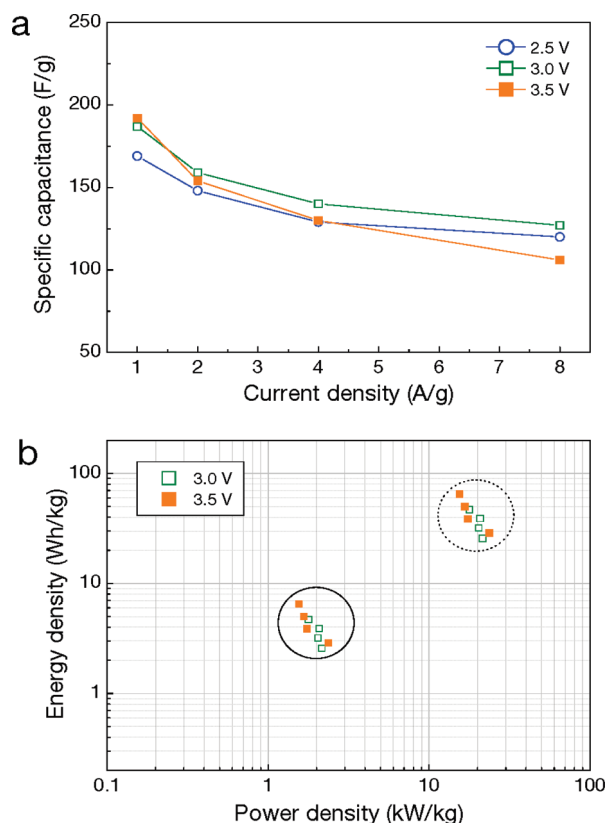 a
250
200
150
100
50
Specific capacitance (F/g)
2.5 V
3.0 V
3.5 V
1 2 3 4 5 6 7 8
Current density (A/g)
b
100
10
1
Energy density (Wh/kg)
3.0 V
3.5 V
0.1 1 10 100
Power density (kW/kg)